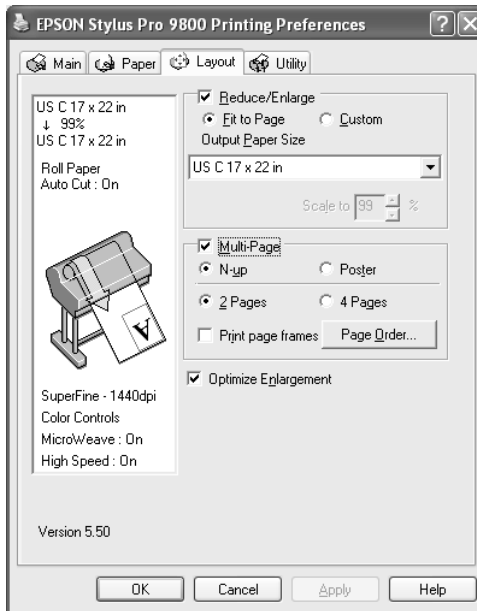 EPSON Stylus Pro 9800 Printing Preferences
Main
Paper
Layout
Utility
US C 17 x 22 in
↓ 99%
US C 17 x 22 in
Roll Paper
Auto Cut : On
A
SuperFine - 1440dpi
Color Controls
MicroWeave : On
High Speed : On
Version 5.50
Reduce/Enlarge
Fit to Page
Custom
Output Paper Size
US C 17 x 22 in
Scale to 99 %
Multi-Page
N-up
Poster
2 Pages
4 Pages
Print page frames
Page Order...
Optimize Enlargement
OK
Cancel
Apply
Help